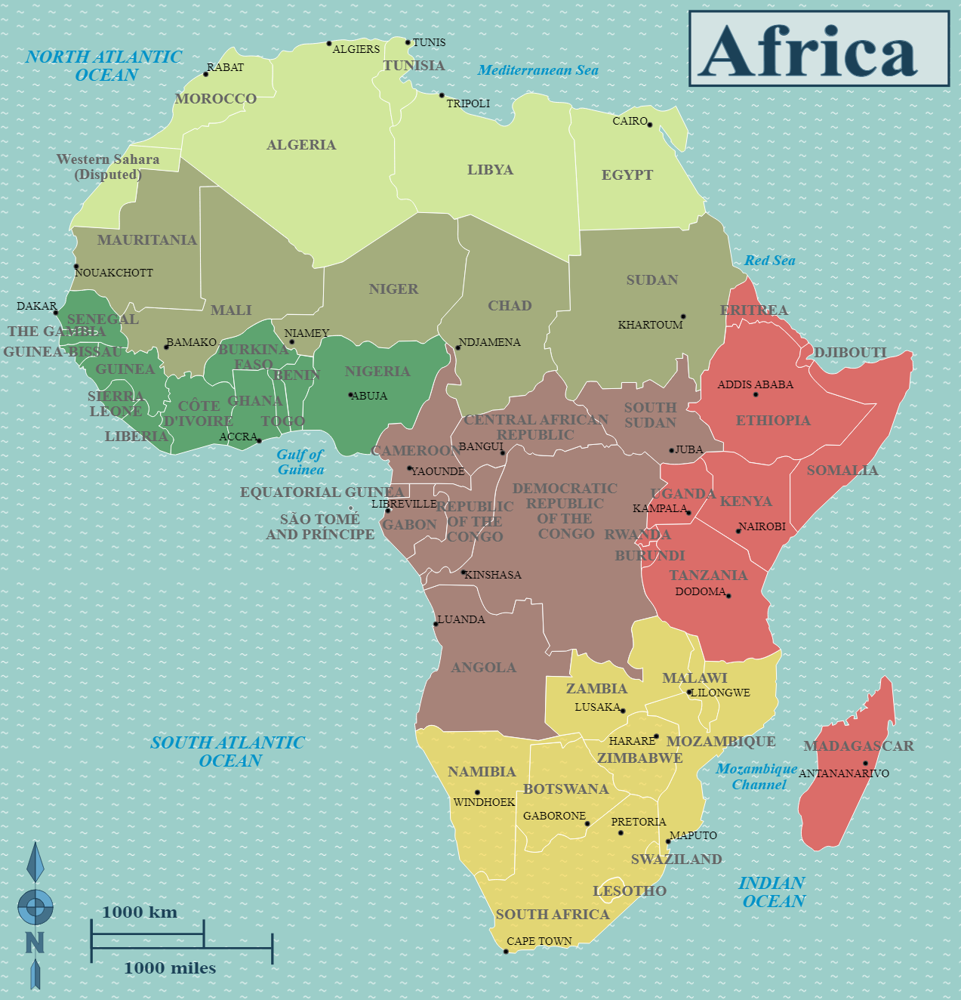 Africa
NORTH ATLANTIC
OCEAN
RABAT
ALGIERS
TUNIS
TUNISIA
Mediterranean Sea
MOROCCO
TRIPOLI
CAIRO
ALGERIA
Western Sahara
(Disputed)
LIBYA
EGYPT
MAURITANIA
NOUAKCHOTT
Red Sea
NIGER
SUDAN
DAKAR
MALI
CHAD
ERITREA
SENEGAL
THE GAMBIA
KHARTOUM
NIAMEY
BAMAKO
NDJAMENA
GUINEA-BISSAU
BURKINA
FASO
DJIBOUTI
GUINEA
BENIN
NIGERIA
ADDIS ABABA
SIERRA
LEONE
CÔTE
D'IVOIRE
GHANA
TOGO
ABUJA
SOUTH
SUDAN
CENTRAL AFRICAN
REPUBLIC
ETHIOPIA
LIBERIA
ACCRA
BANGUI
JUBA
Gulf of
Guinea
CAMEROON
YAOUNDE
SOMALIA
EQUATORIAL GUINEA
LIBREVILLE
DEMOCRATIC
REPUBLIC
OF THE
CONGO
UGANDA
KENYA
KAMPALA
SÃO TOMÉ
AND PRÍNCIPE
GABON
REPUBLIC
OF THE
CONGO
NAIROBI
RWANDA
BURUNDI
KINSHASA
TANZANIA
DODOMA
LUANDA
ANGOLA
ZAMBIA
MALAWI
LILONGWE
LUSAKA
SOUTH ATLANTIC
OCEAN
HARARE
MOZAMBIQUE
MADAGASCAR
ZIMBABWE
NAMIBIA
Mozambique
Channel
ANTANANARIVO
BOTSWANA
WINDHOEK
GABORONE
PRETORIA
MAPUTO
SWAZILAND
INDIAN
OCEAN
LESOTHO
SOUTH AFRICA
CAPE TOWN
N
1000 km
1000 miles